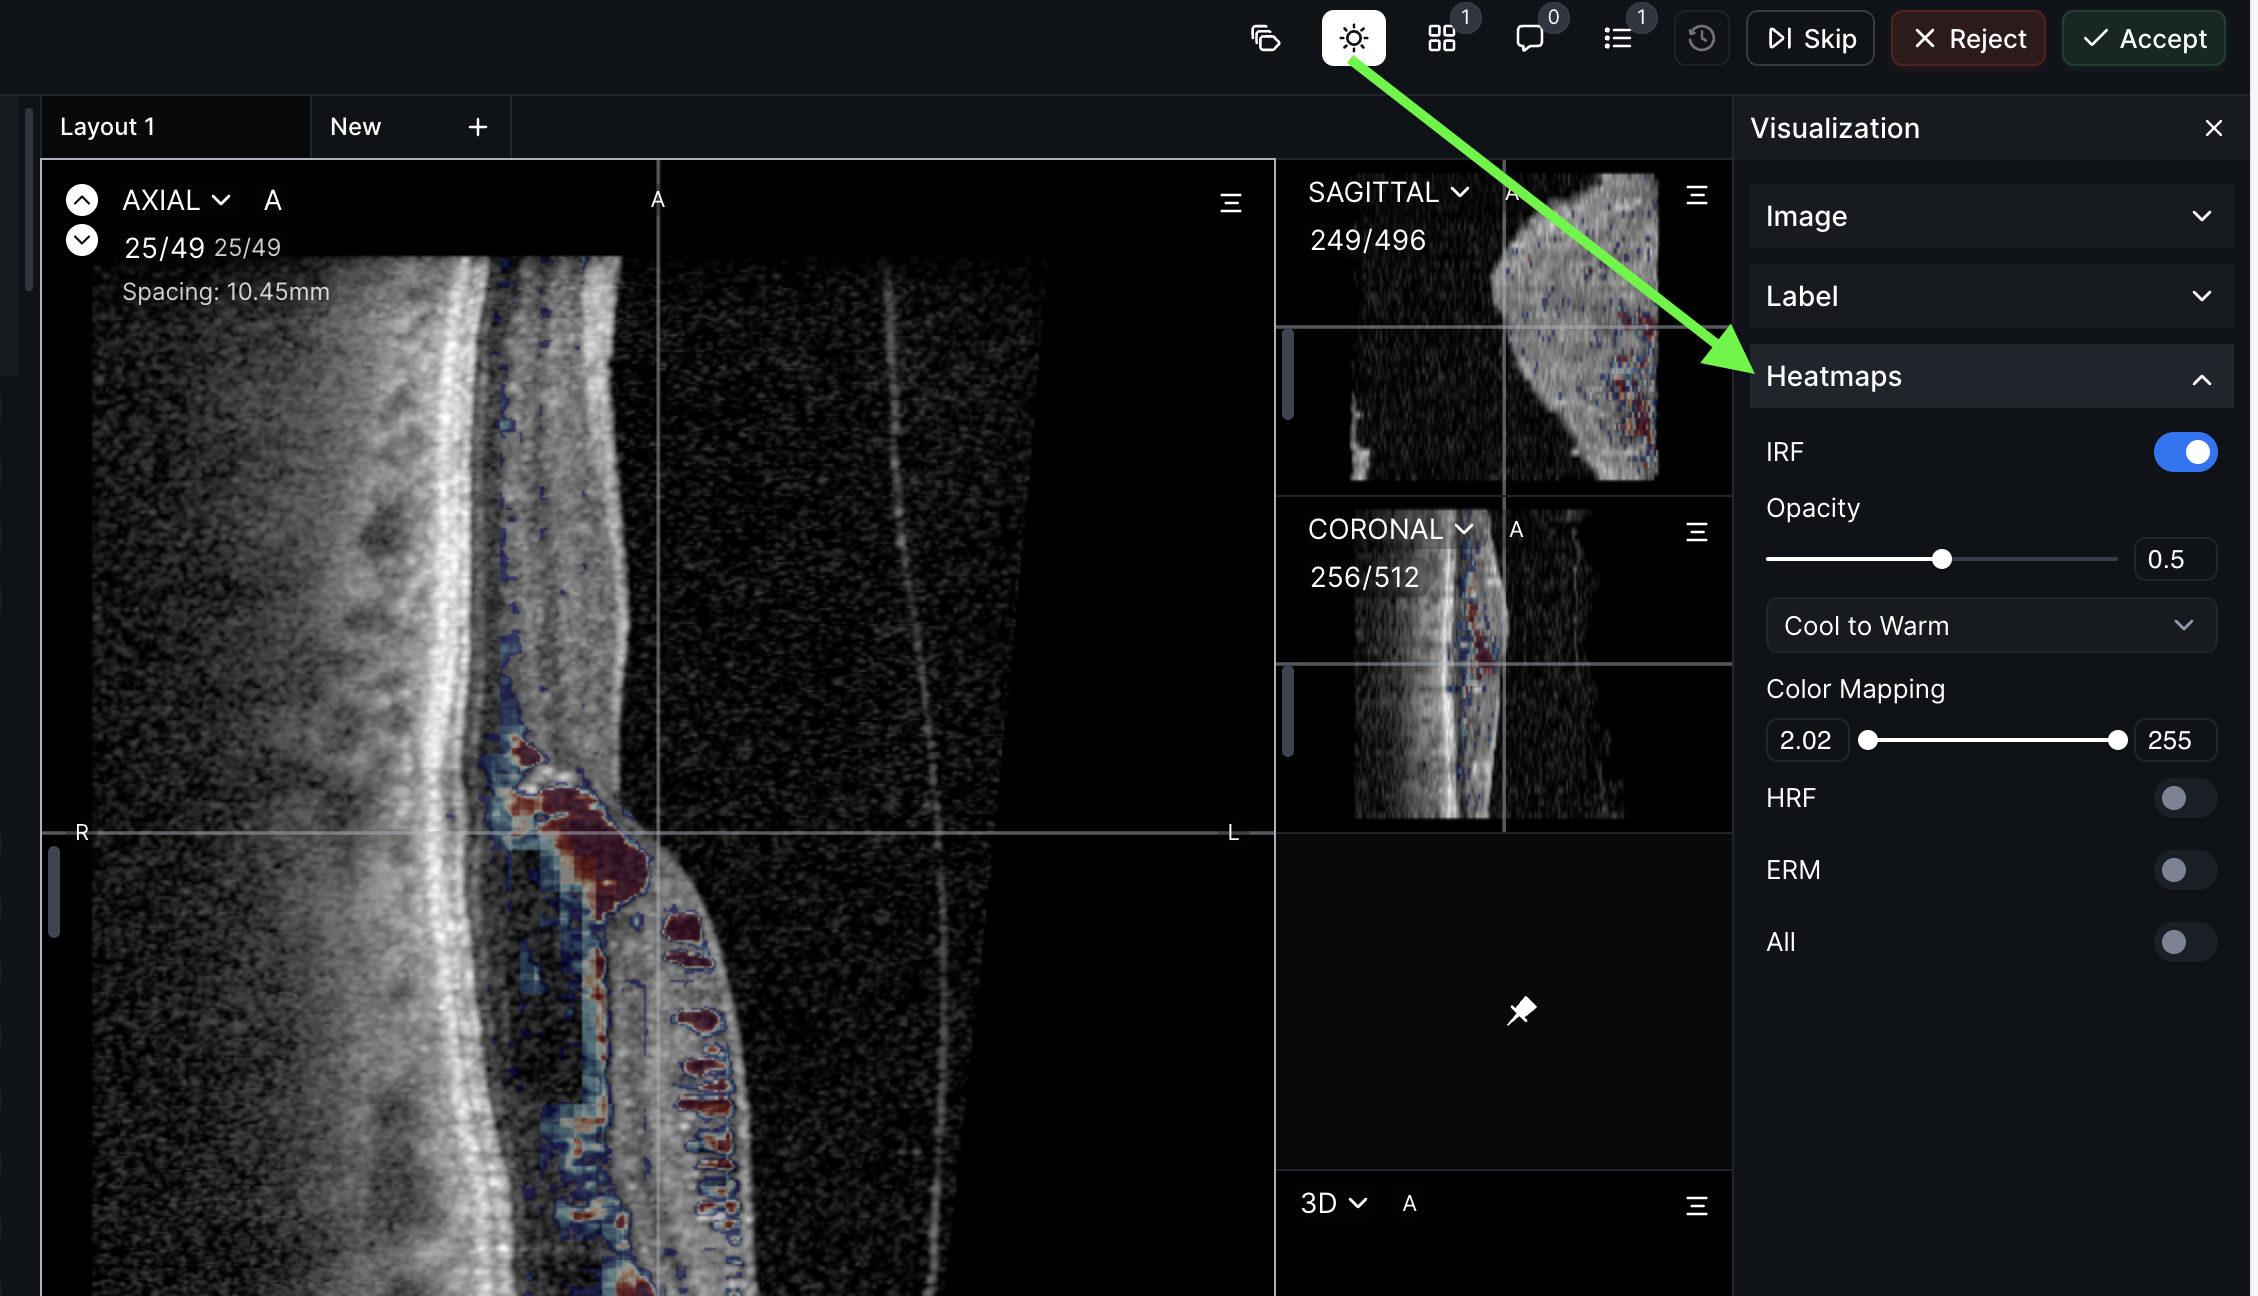 1
0
1
Skip
Reject
Accept
Layout 1
New
Visualization
AXIAL A
A
25/49 25/49
Spacing: 10.45mm
R
L
SAGITTAL
A
249/496
CORONAL
A
256/512
3D A
Image
Label
Heatmaps
IRF
Opacity
0.5
Cool to Warm
Color Mapping
2.02
255
HRF
ERM
All